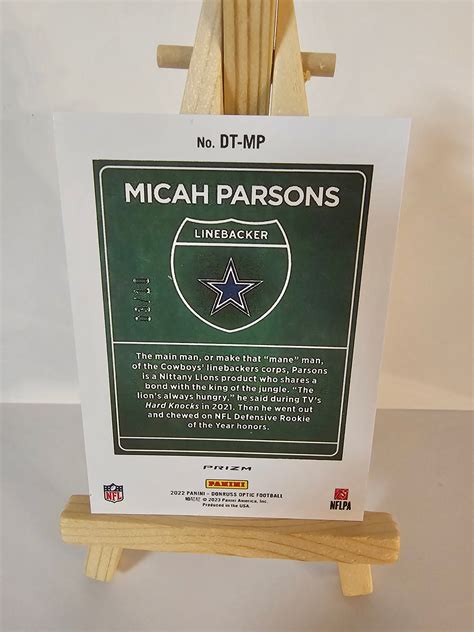 No. DT-MP
MICAH PARSONS
LINEBACKER
The main man, or make that “mane” man,
of the Cowboys' linebackers corps, Parsons
is a Nittany Lions product who shares a
bond with the king of the jungle. “The
lion's always hungry,” he said during TV's
Hard Knocks in 2021. Then he went out
and chewed on NFL Defensive Rookie
of the Year honors.
PRIZM
PANINI
NFL
2022 PANINI - DONRUSS OPTIC FOOTBALL
© 2023 Panini America, Inc.
Produced in the USA.
NFLPA